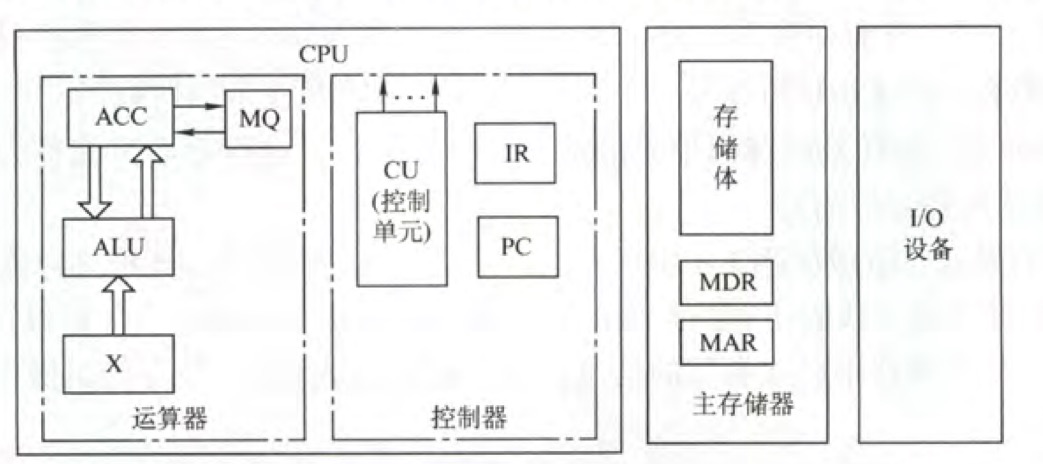 CPU
ACC
MQ
ALU
X
运算器
CU
(控制
单元)
IR
PC
控制器
存
储
体
MDR
MAR
主存储器
I/O
设备